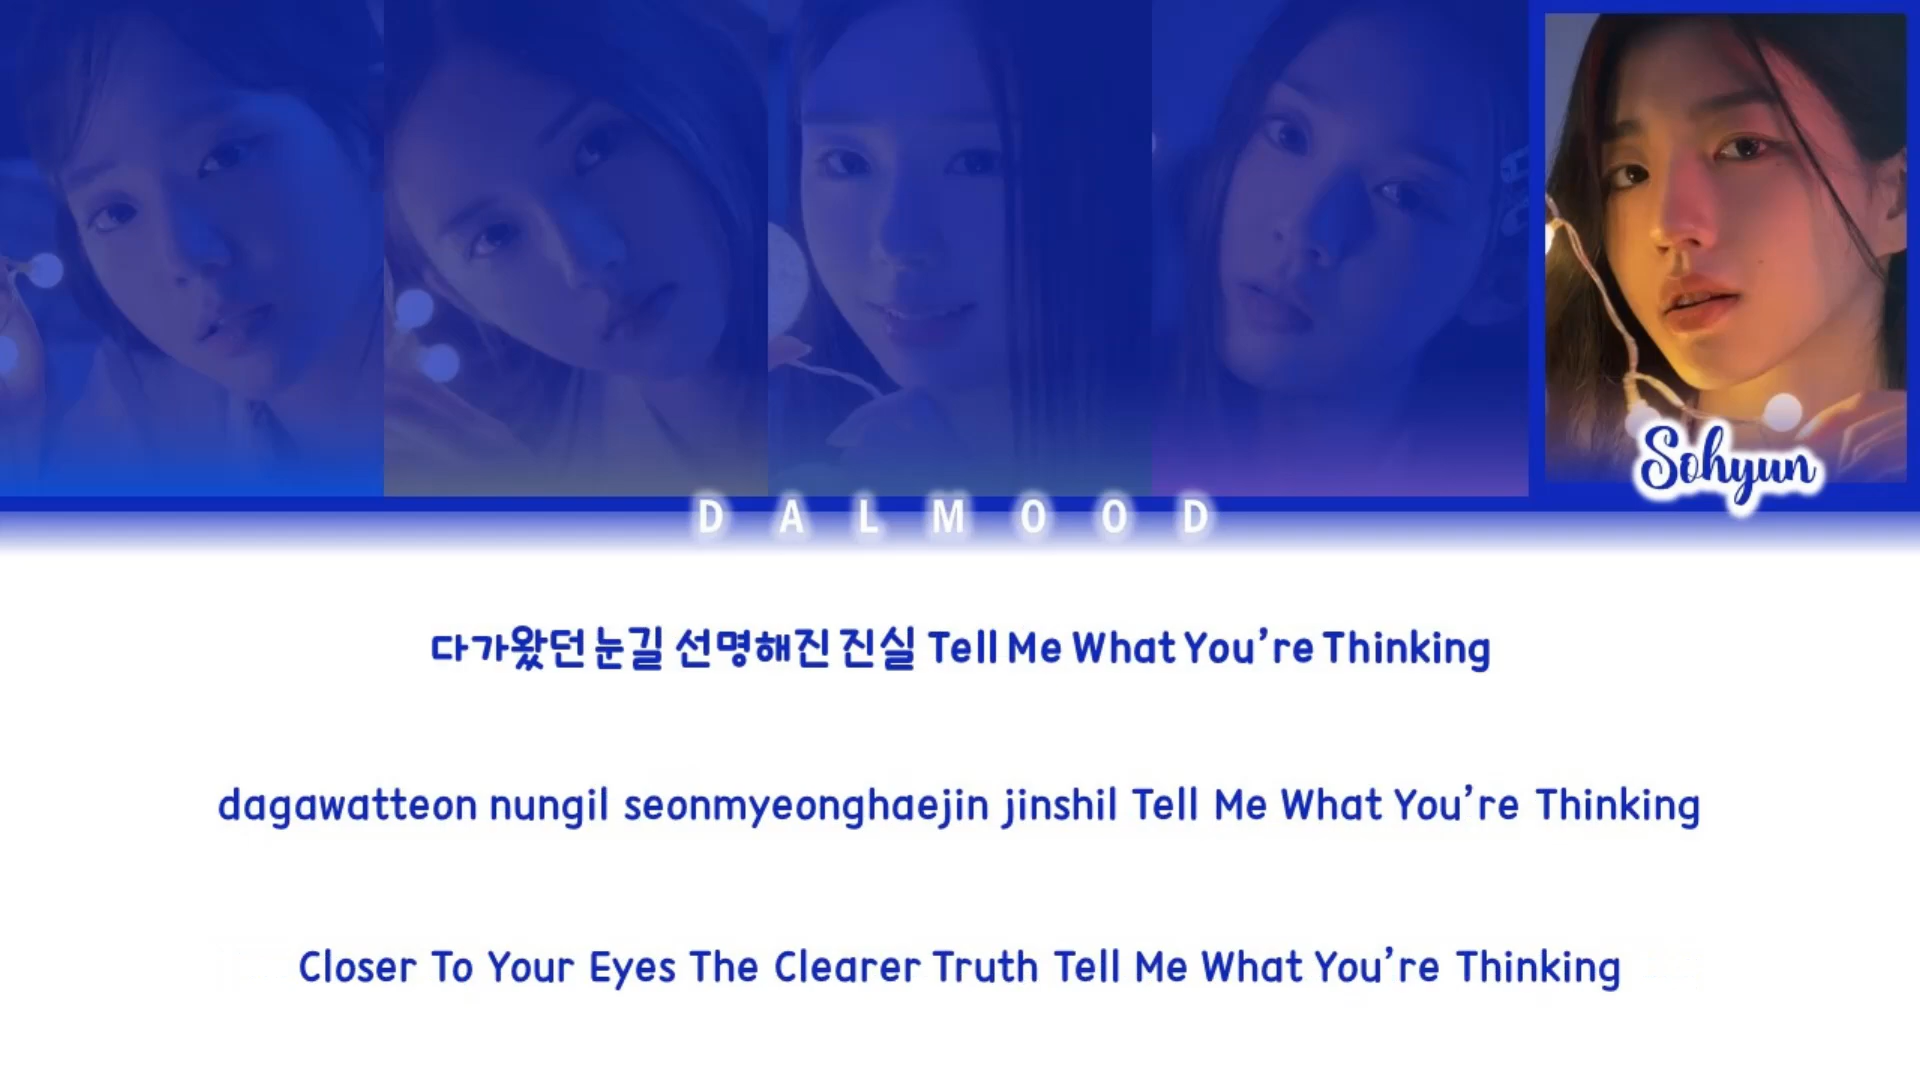 Sohyun
D A L M O O D
다가왔던 눈길 선명해진 진실 Tell Me What You're Thinking
dagawatteon nungil seonmyeonghaejin jinshil Tell Me What You're Thinking
Closer To Your Eyes The Clearer Truth Tell Me What You're Thinking